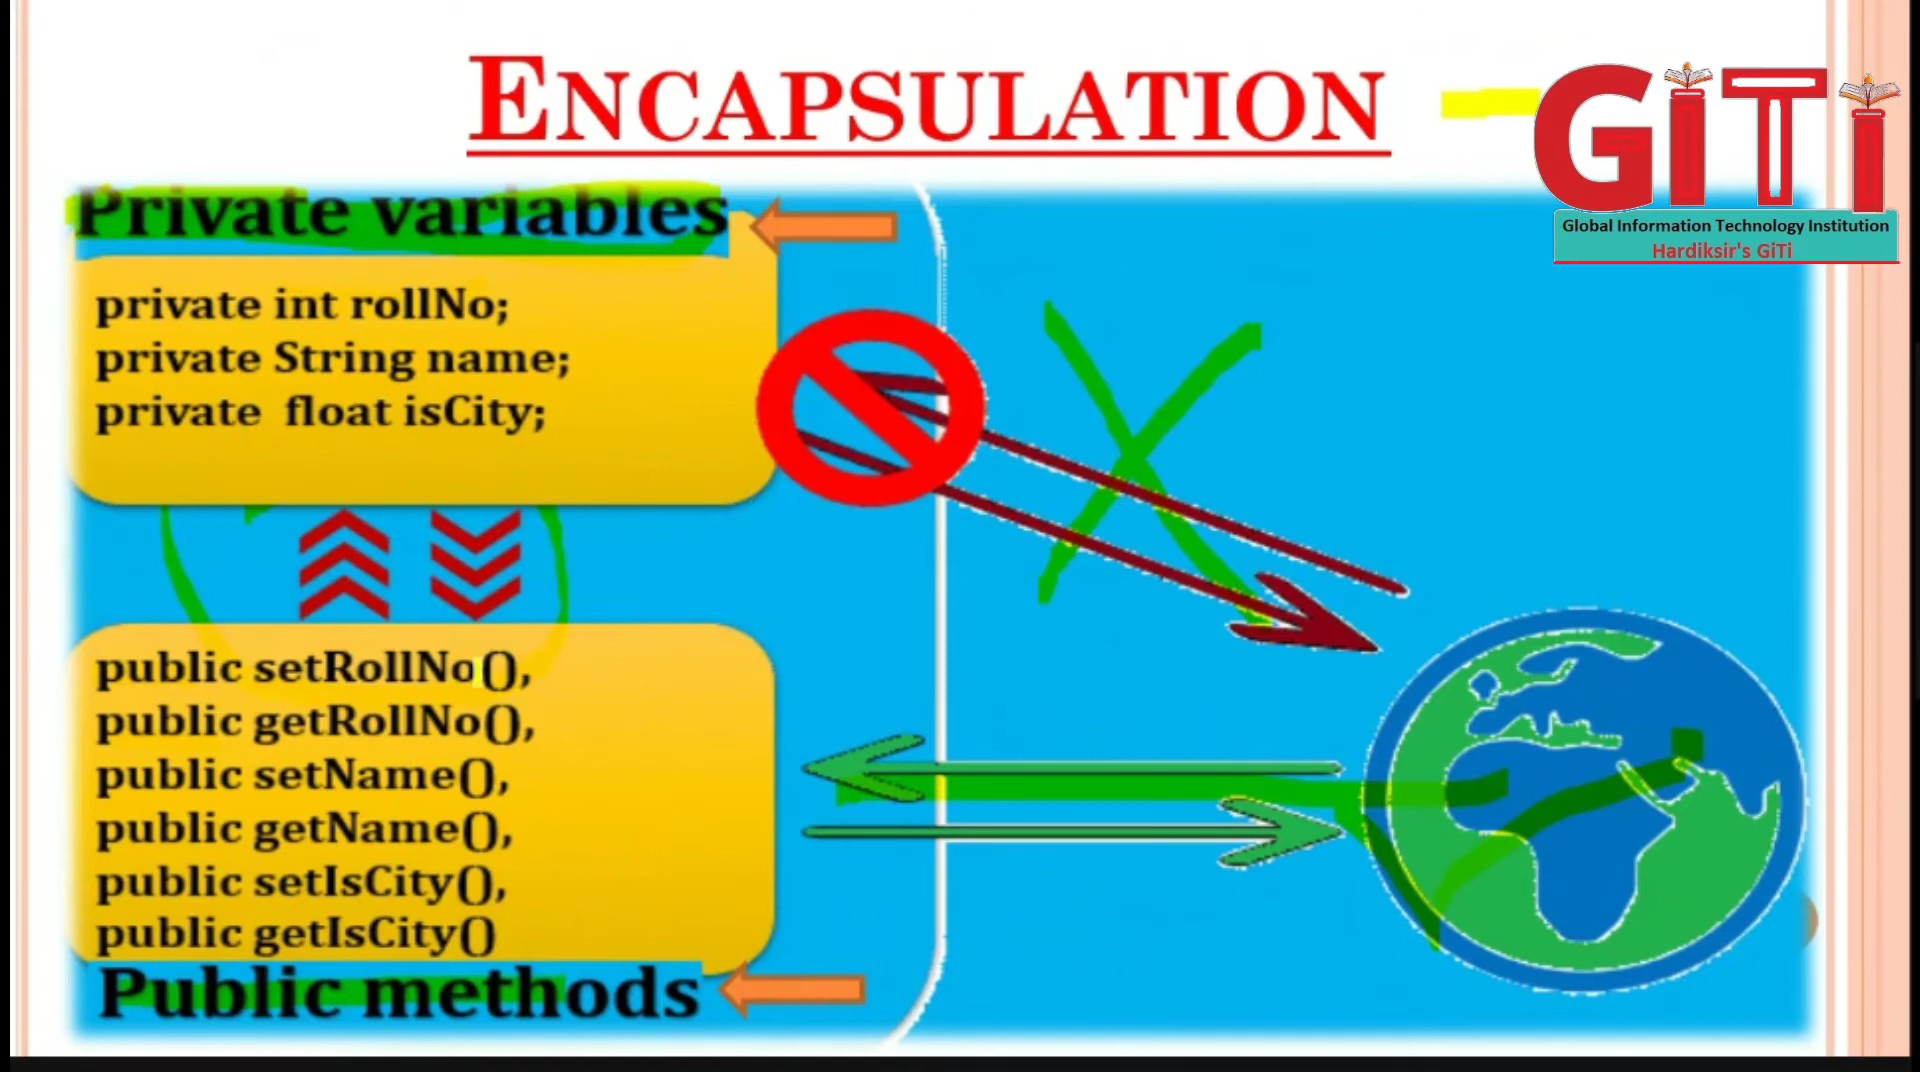 ENCAPSULATION
GiTi
Global Information Technology Institution
Hardiksir's GiTi
Private variables
private int rollNo;
private String name;
private float isCity;
public setRollNo(),
public getRollNo(),
public setName(),
public getName(),
public setIsCity(),
public getIsCity()
Public methods